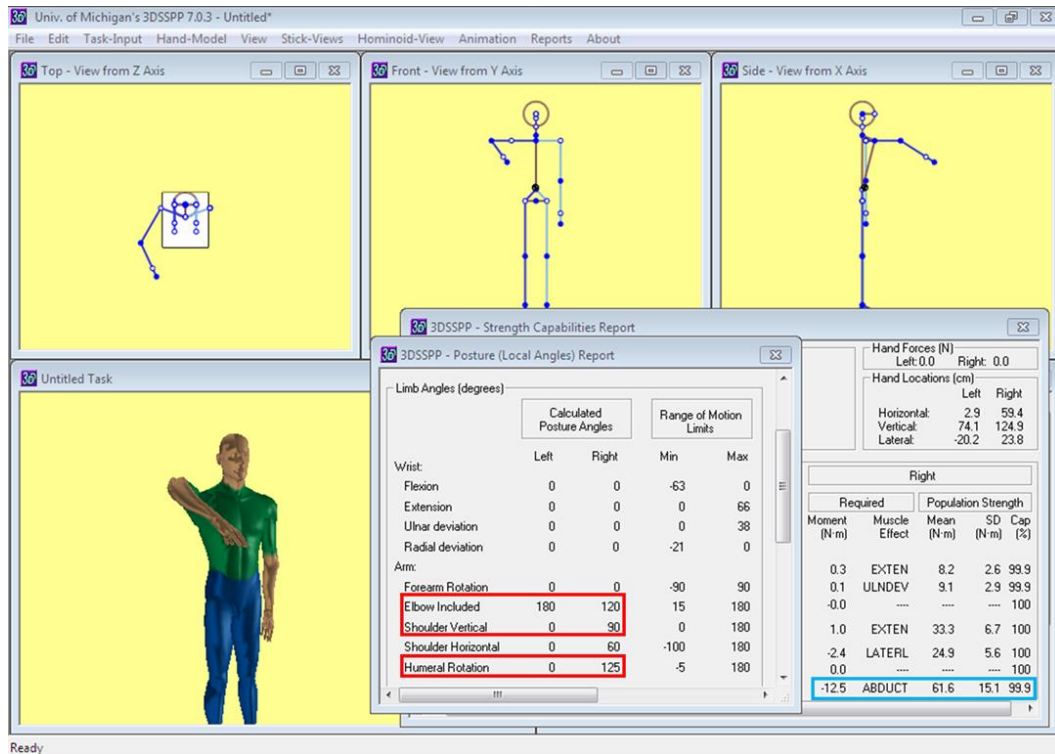 Univ. of Michigan's 3DSSPP 7.0.3 - Untitled*
File Edit Task-Input Hand-Model View Stick-Views Hominoid-View Animation Reports About
Top - View from Z Axis
Front - View from Y Axis
Side - View from X Axis
3DSSPP - Strength Capabilities Report
3DSSPP - Posture (Local Angles) Report
Untitled Task
Limb Angles (degrees)
Calculated
Posture Angles
Range of Motion
Limits
Left Right Min Max
Wrist:
Flexion 0 0 -63 0
Extension 0 0 0 66
Ulnar deviation 0 0 0 38
Radial deviation 0 0 -21 0
Arm:
Forearm Rotation 0 0 -90 90
Elbow Included 180 120 15 180
Shoulder Vertical 0 90 0 180
Shoulder Horizontal 0 60 -100 180
Humeral Rotation 0 125 -5 180
Hand Forces (N)
Left: 0.0 Right: 0.0
Hand Locations (cm)
Left Right
Horizontal: 2.9 59.4
Vertical: 74.1 124.9
Lateral: -20.2 23.8
Right
Required Population Strength
Moment Muscle Mean SD Cap
(N·m) Effect (N·m) (N·m) (%)
0.3 EXTEN 8.2 2.6 99.9
0.1 ULNDEV 9.1 2.9 99.9
-0.0 ---- ---- ---- 100
1.0 EXTEN 33.3 6.7 100
-2.4 LATERL 24.9 5.6 100
0.0 ---- ---- ---- 100
-12.5 ABDUCT 61.6 15.1 99.9
Ready